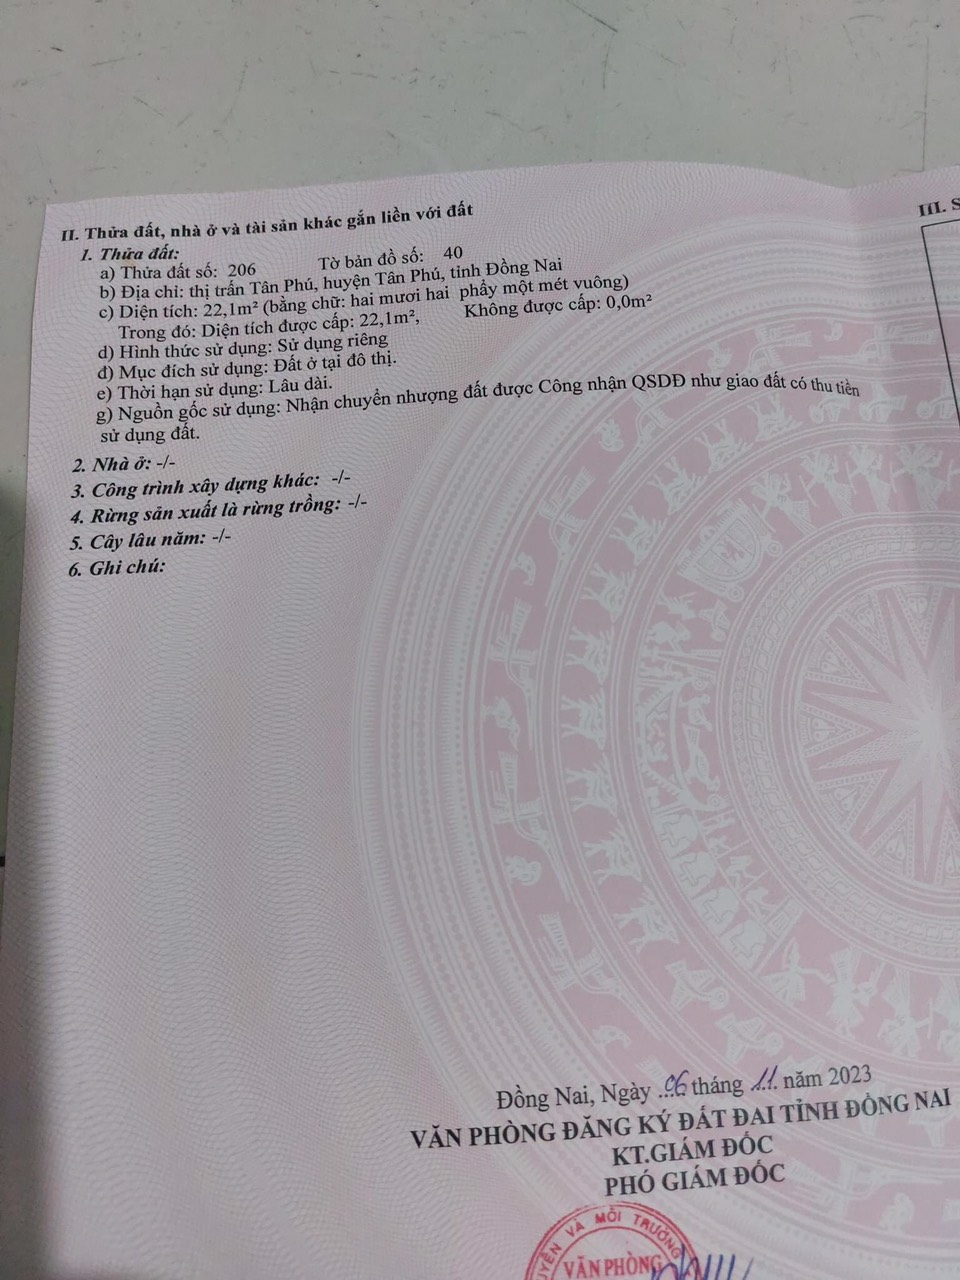 II. Thửa đất, nhà ở và tài sản khác gắn liền với đất
1. Thửa đất:
a) Thửa đất số: 206 Tờ bản đồ số: 40
b) Địa chỉ: thị trấn Tân Phú, huyện Tân Phú, tỉnh Đồng Nai
c) Diện tích: 22,1m² (bằng chữ: hai mươi hai phẩy một mét vuông)
Trong đó: Diện tích được cấp: 22,1m², Không được cấp: 0,0m²
d) Hình thức sử dụng: Sử dụng riêng
đ) Mục đích sử dụng: Đất ở tại đô thị.
e) Thời hạn sử dụng: Lâu dài.
g) Nguồn gốc sử dụng: Nhận chuyển nhượng đất được Công nhận QSDĐ như giao đất có thu tiền
sử dụng đất.
2. Nhà ở: -/-
3. Công trình xây dựng khác: -/-
4. Rừng sản xuất là rừng trồng: -/-
5. Cây lâu năm: -/-
6. Ghi chú:
III. S
Đồng Nai, Ngày 06 tháng 11 năm 2023
VĂN PHÒNG ĐĂNG KÝ ĐẤT ĐAI TỈNH ĐỒNG NAI
KT.GIÁM ĐỐC
PHÓ GIÁM ĐỐC
UYÊN VÀ MÔI TRƯỜNG
VĂN PHÒNG